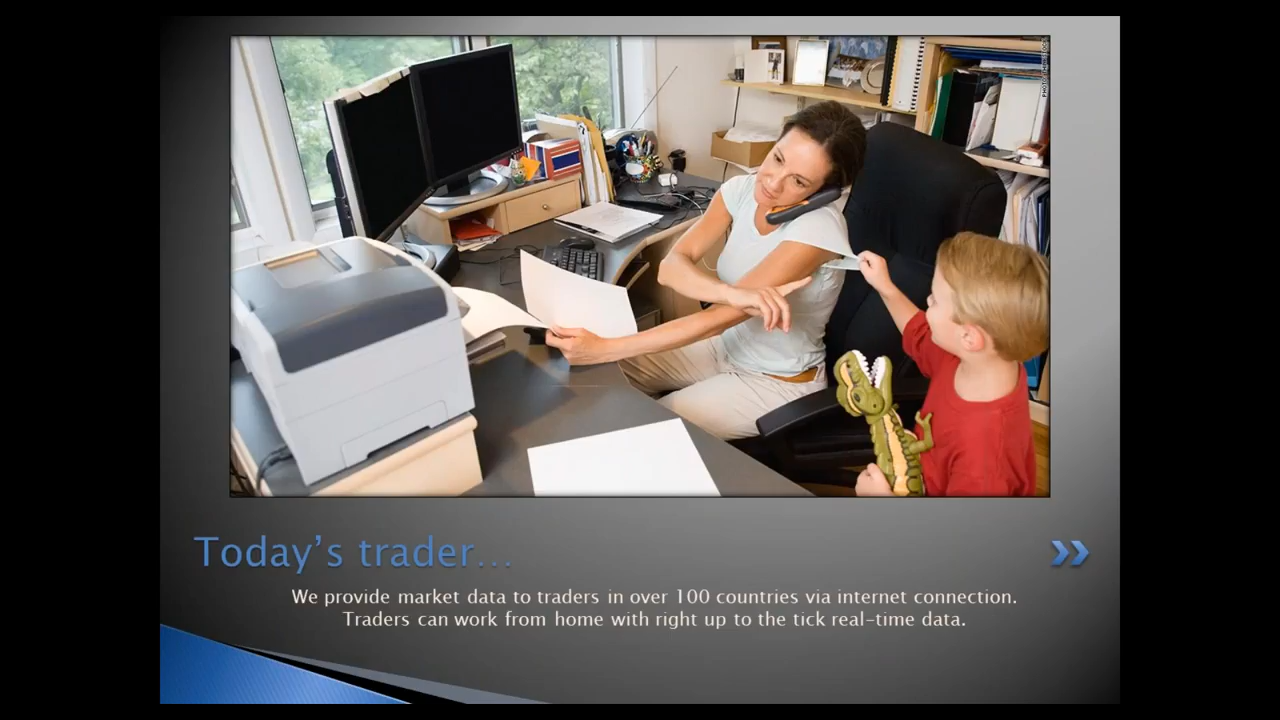 Today's trader...
We provide market data to traders in over 100 countries via internet connection.
Traders can work from home with right up to the tick real-time data.